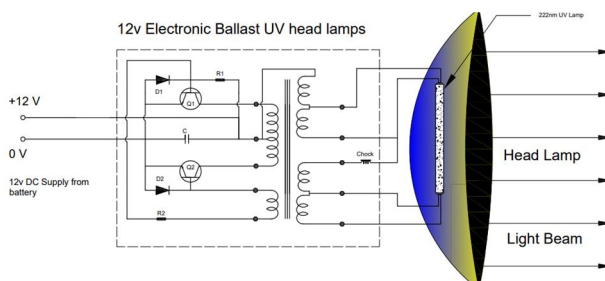 12v Electronic Ballast UV head lamps
222nm UV Lamp
D1
R1
Q1
+12 V
C
0 V
Q2
Chock
Head Lamp
12v DC Supply from
battery
D2
R2
Light Beam